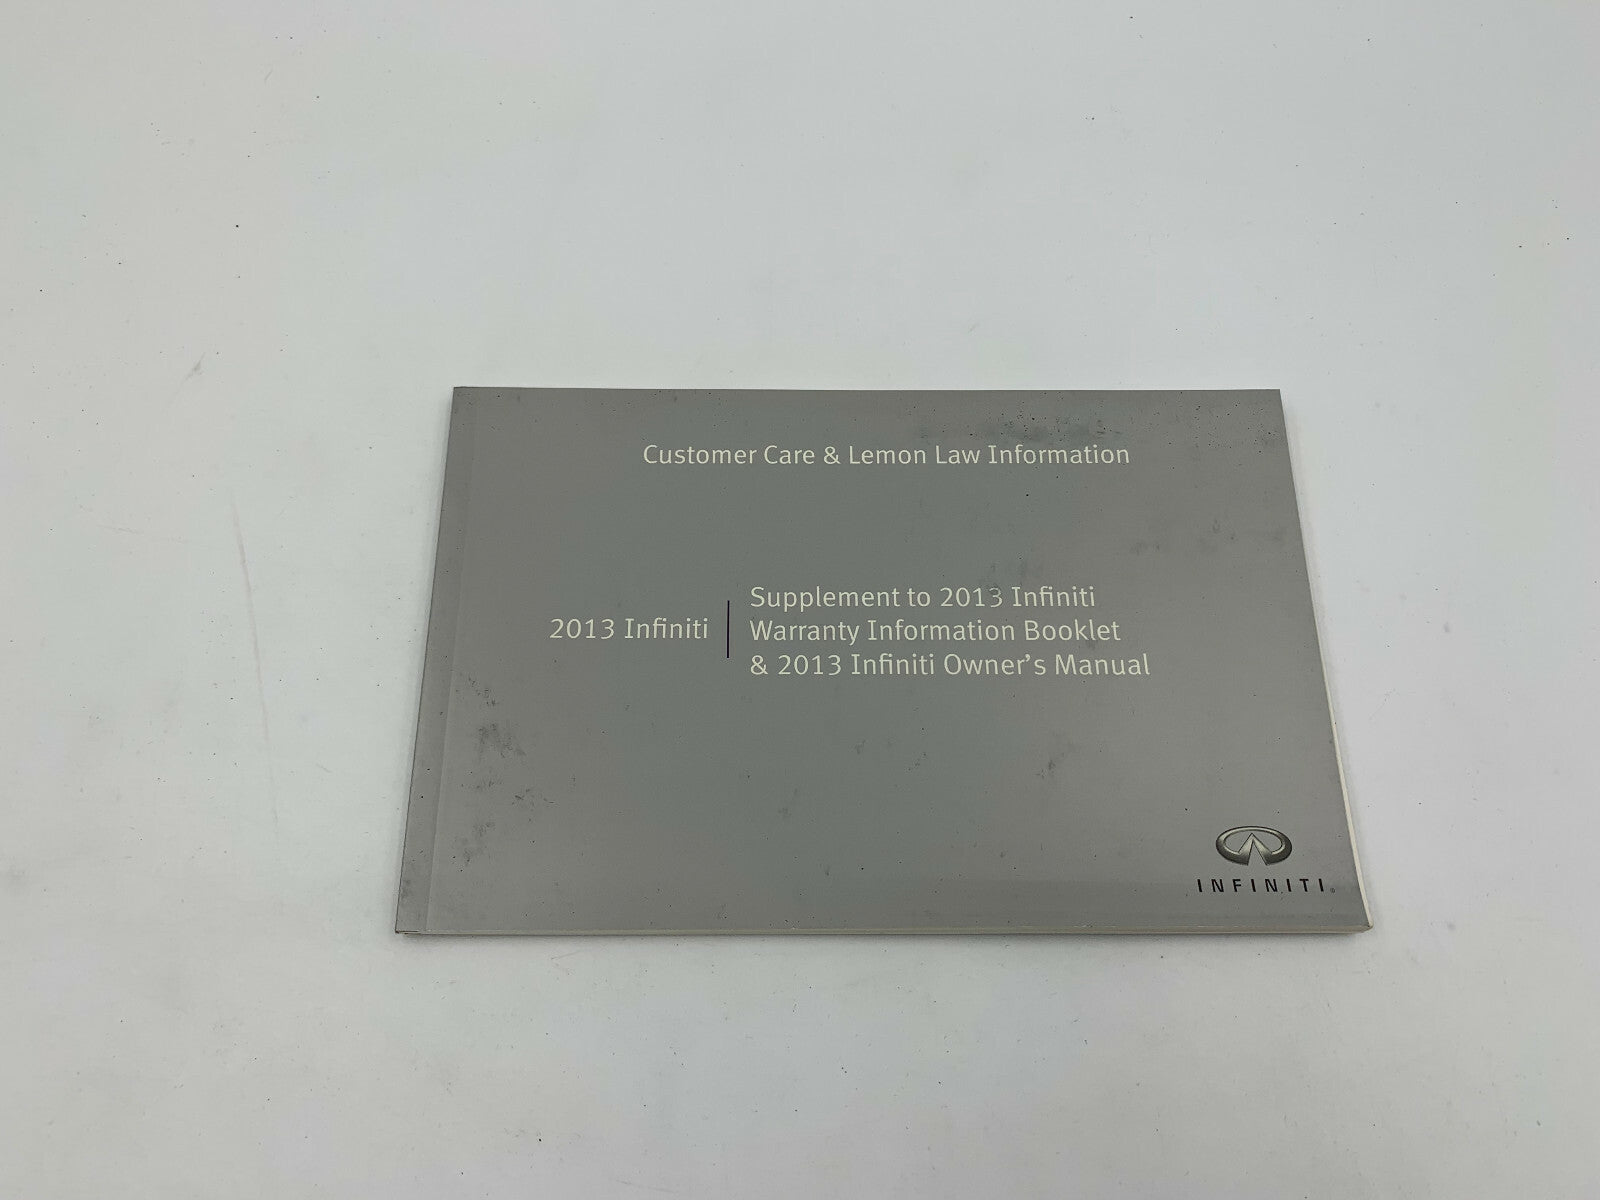 Customer Care & Lemon Law Information
2013 Infiniti
Supplement to 2013 Infiniti
Warranty Information Booklet
& 2013 Infiniti Owner’s Manual
INFINITI®